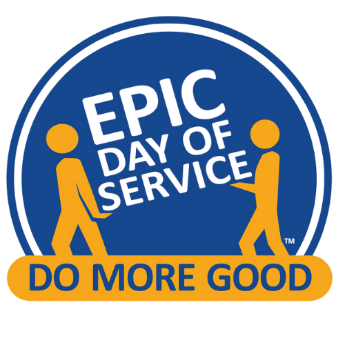 EPIC
DAY OF
SERVICE
TM
DO MORE GOOD